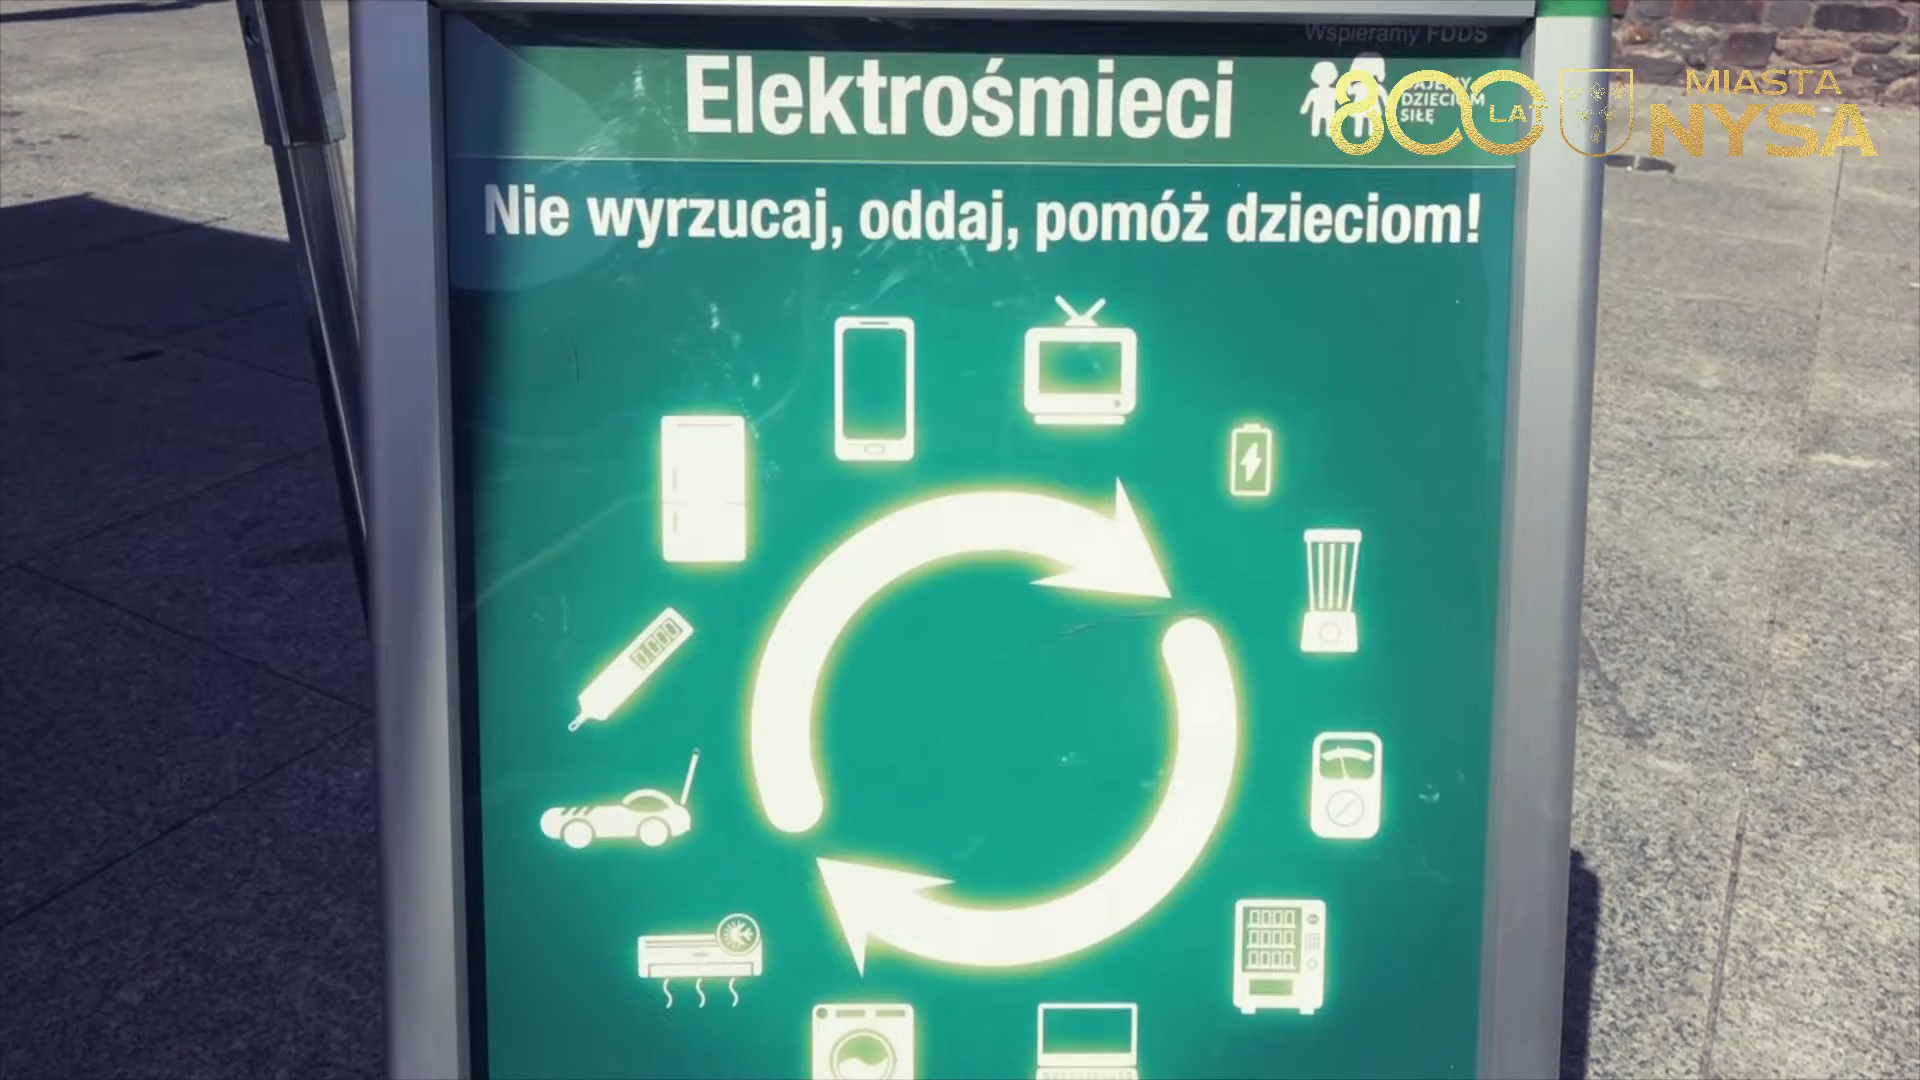 Wspieramy FDDS
Elektrośmieci
DZIECIOM
SIŁĘ
800 LAT
MIASTA
NYSA
Nie wyrzucaj, oddaj, pomóż dzieciom!